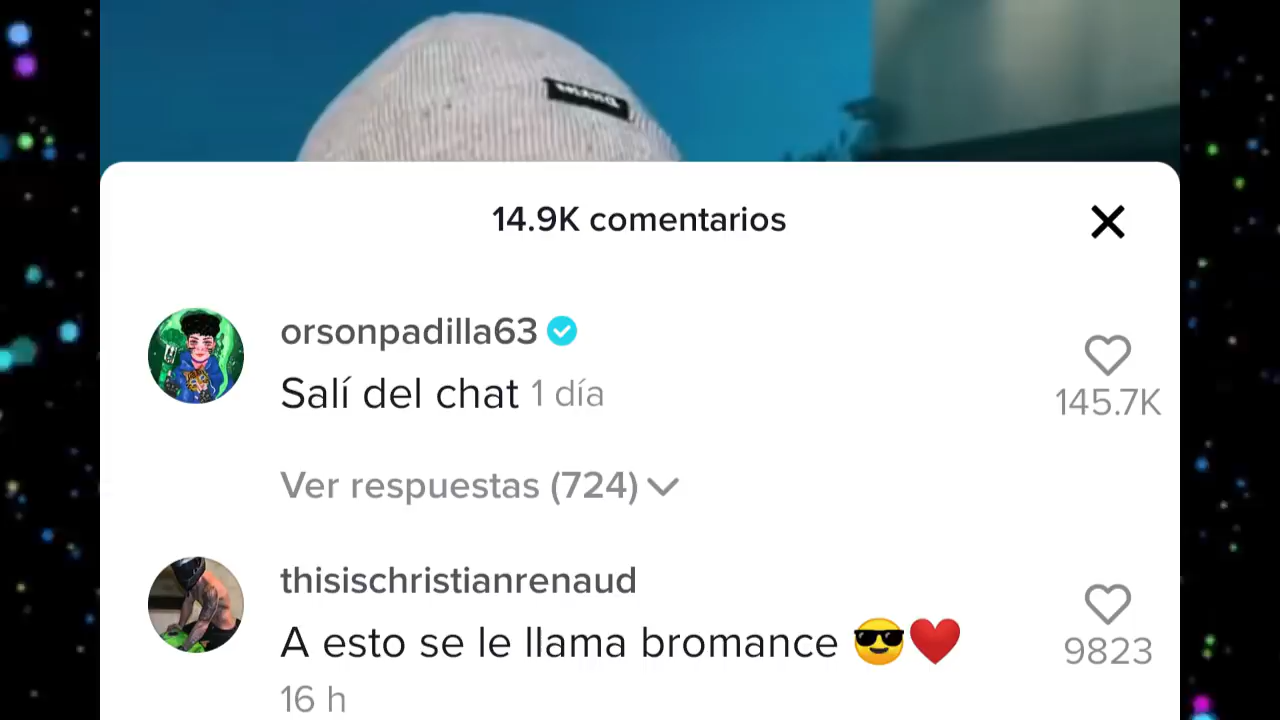 14.9K comentarios
orsonpadilla63
Salí del chat 1 día
145.7K
Ver respuestas (724)
thisischristianrenaud
A esto se le llama bromance 😎❤️
9823
16 h